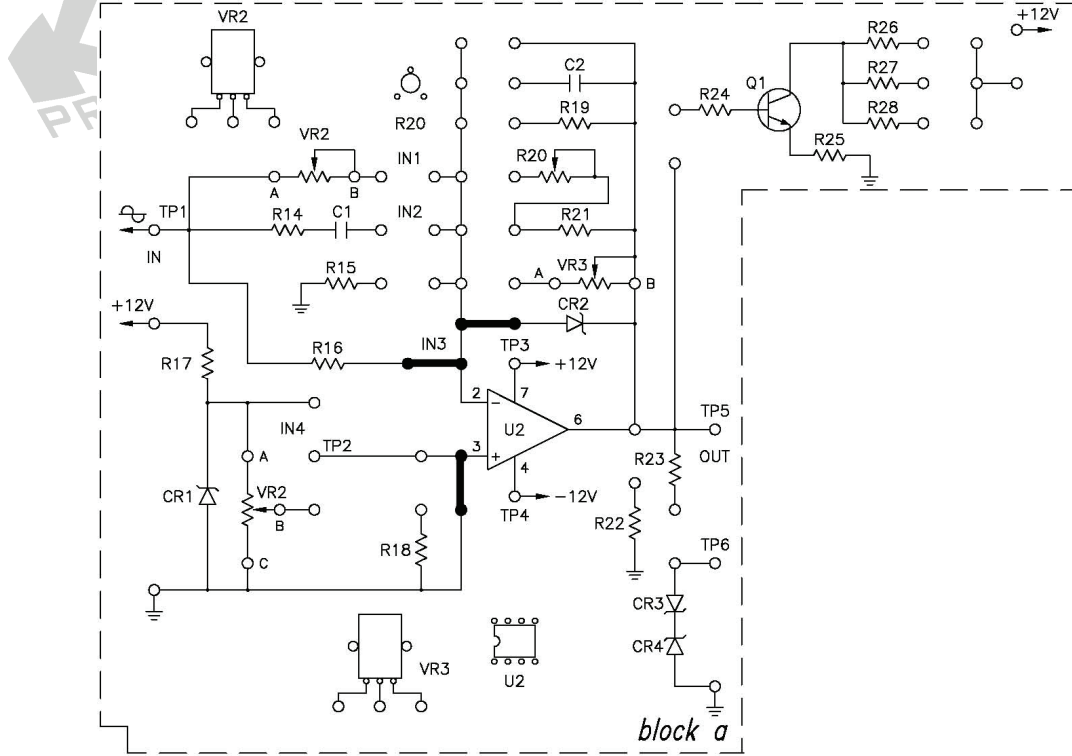 VR2
+12V
R26
C2
R27
Q1
R24
R28
R19
R20
R25
VR2
IN1
R20
A
B
TP1
R14
C1
IN2
R21
IN
R15
A
VR3
B
+12V
CR2
R17
R16
IN3
TP3
+12V
2
-
7
IN4
U2
6
TP5
TP2
3
+
OUT
A
4
R23
CR1
VR2
B
-12V
TP4
R22
R18
TP6
C
CR3
CR4
VR3
U2
block a